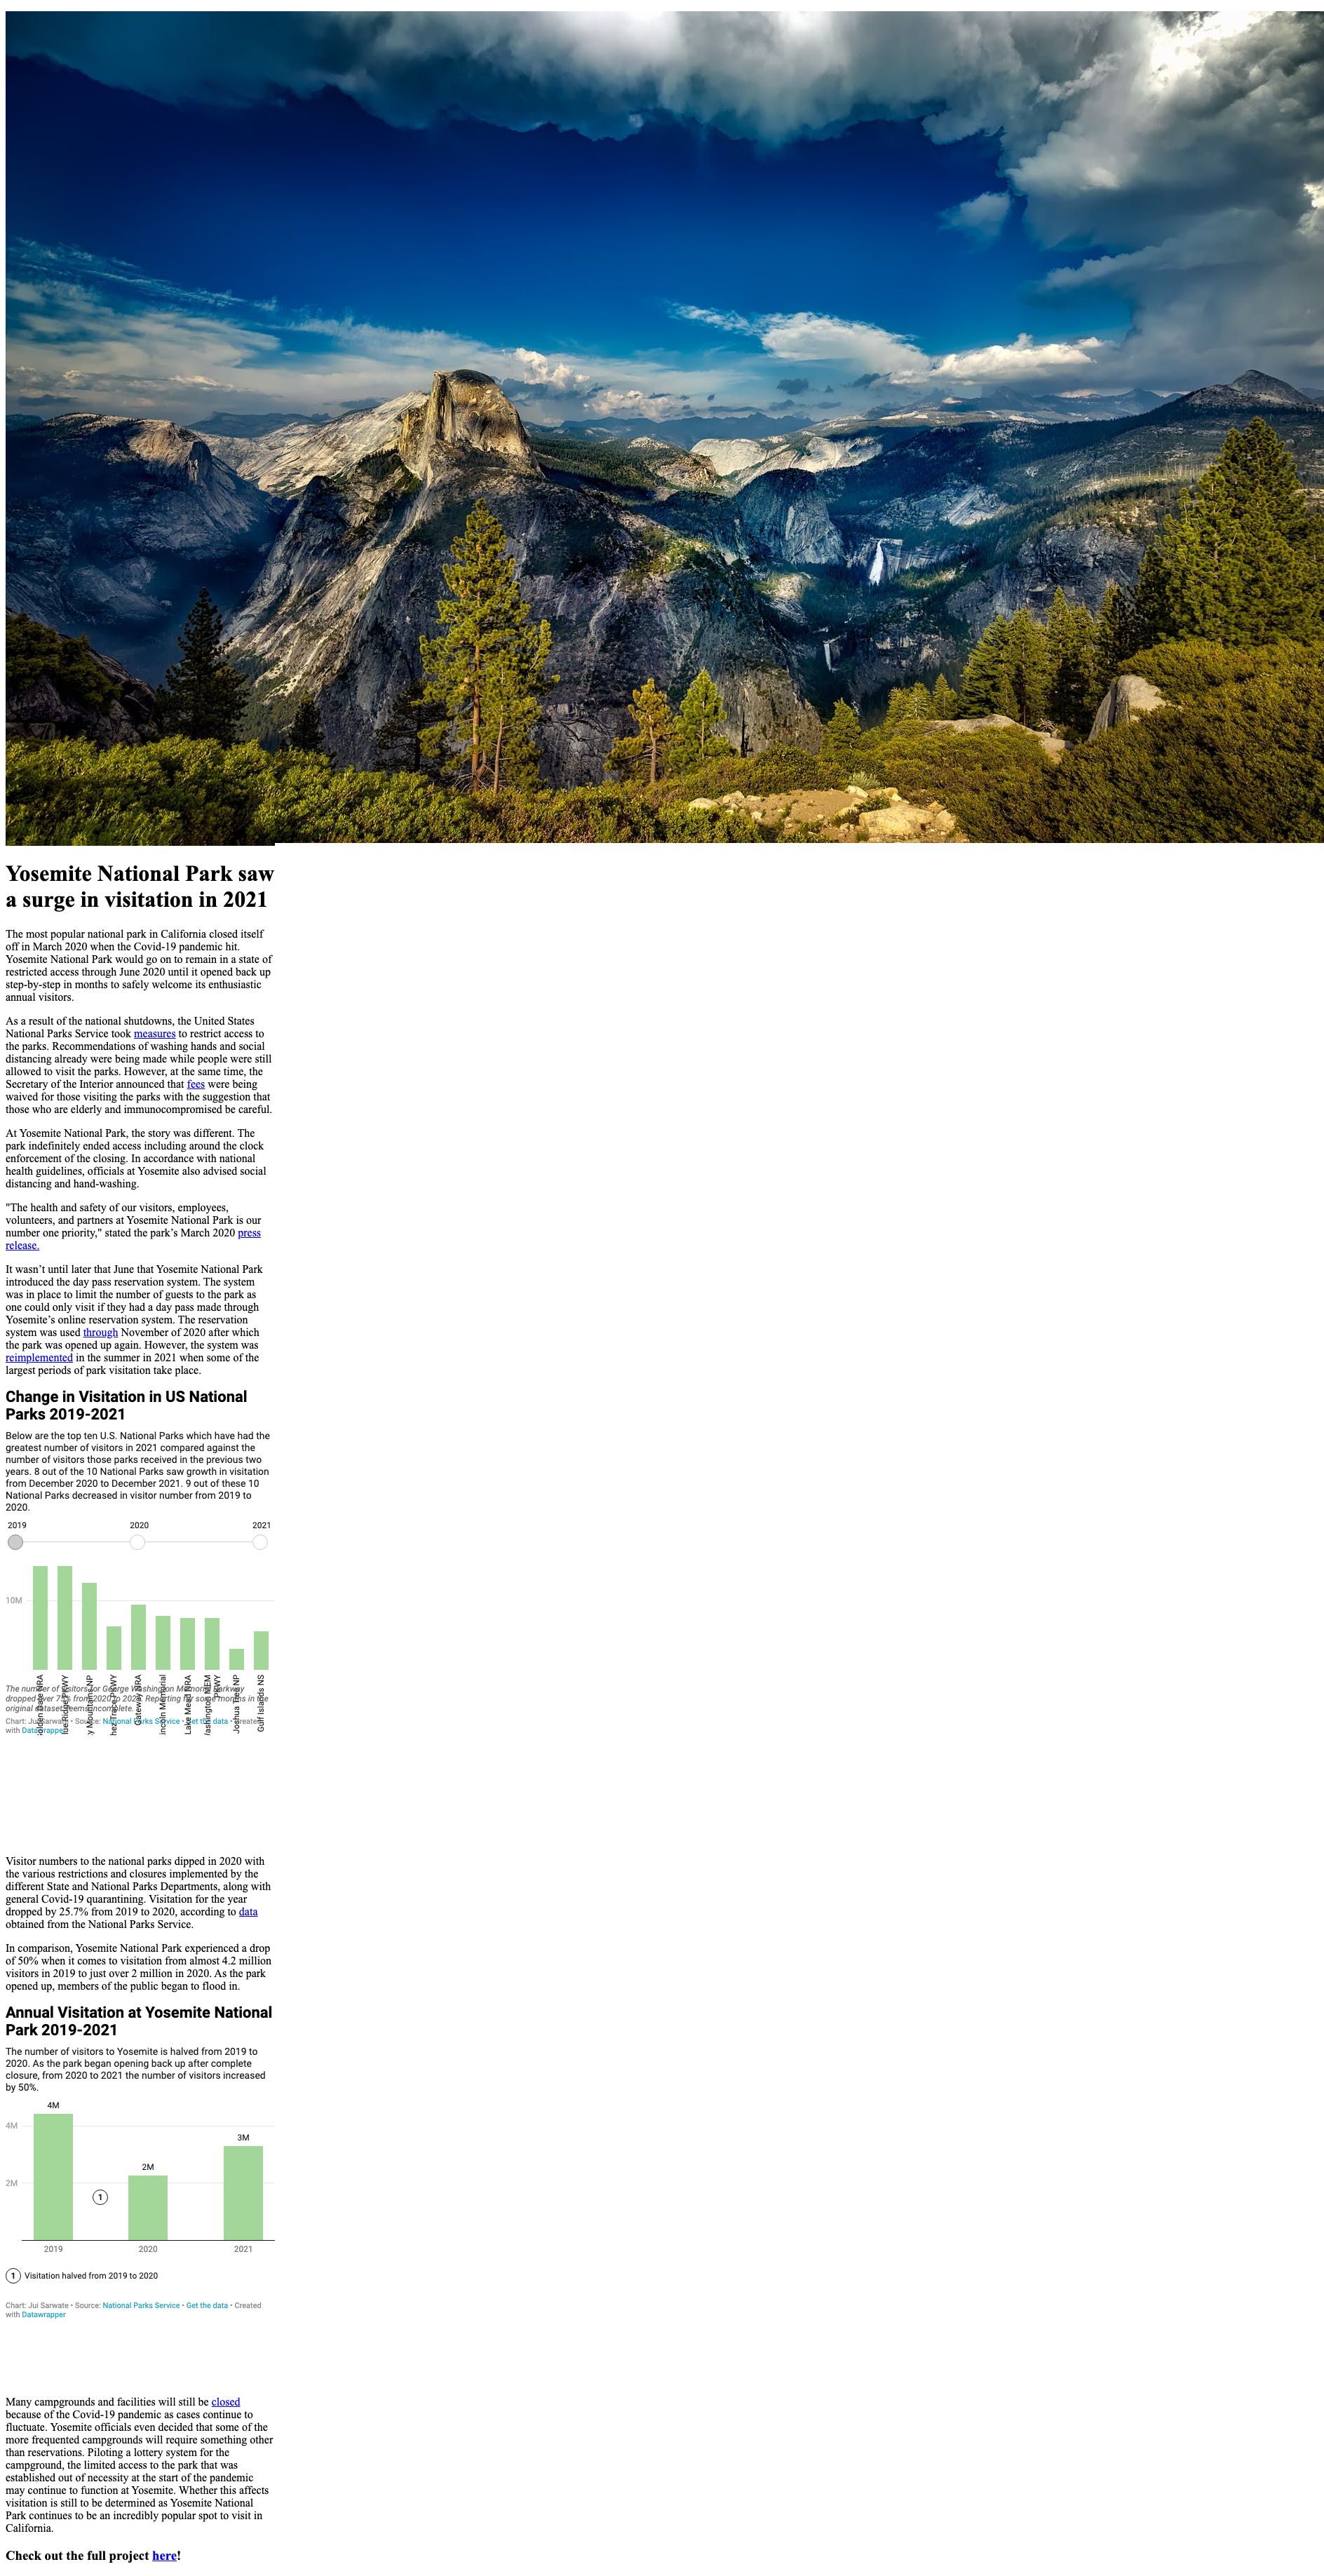 Yosemite National Park saw
a surge in visitation in 2021
The most popular national park in California closed itself
off in March 2020 when the Covid-19 pandemic hit.
Yosemite National Park would go on to remain in a state of
restricted access through June 2020 until it opened back up
step-by-step in months to safely welcome its enthusiastic
annual visitors.
As a result of the national shutdowns, the United States
National Parks Service took measures to restrict access to
the parks. Recommendations of washing hands and social
distancing already were being made while people were still
allowed to visit the parks. However, at the same time, the
Secretary of the Interior announced that fees were being
waived for those visiting the parks with the suggestion that
those who are elderly and immunocompromised be careful.
At Yosemite National Park, the story was different. The
park indefinitely ended access including around the clock
enforcement of the closing. In accordance with national
health guidelines, officials at Yosemite also advised social
distancing and hand-washing.
"The health and safety of our visitors, employees,
volunteers, and partners at Yosemite National Park is our
number one priority," stated the park’s March 2020 press
release.
It wasn’t until later that June that Yosemite National Park
introduced the day pass reservation system. The system
was in place to limit the number of guests to the park as
one could only visit if they had a day pass made through
Yosemite’s online reservation system. The reservation
system was used through November of 2020 after which
the park was opened up again. However, the system was
reimplemented in the summer in 2021 when some of the
largest periods of park visitation take place.
Change in Visitation in US National
Parks 2019-2021
Below are the top ten U.S. National Parks which have had the
greatest number of visitors in 2021 compared against the
number of visitors those parks received in the previous two
years. 8 out of the 10 National Parks saw growth in visitation
from December 2020 to December 2021. 9 out of these 10
National Parks decreased in visitor number from 2019 to
2020.
2019 2020 2021
10M
Gateway NRA
Lake Mead NRA
PKWY
Joshua Tree NP
Gulf Islands NS
The number of visitors for George Washington Memorial Parkway
dropped over 7 from 2020 to Reporting for some months in the
original dataset seems incomplete.
Chart: Jui Sarwate • Source: National Parks Service • Get the data • Created
with Datawrapper
Visitor numbers to the national parks dipped in 2020 with
the various restrictions and closures implemented by the
different State and National Parks Departments, along with
general Covid-19 quarantining. Visitation for the year
dropped by 25.7% from 2019 to 2020, according to data
obtained from the National Parks Service.
In comparison, Yosemite National Park experienced a drop
of 50% when it comes to visitation from almost 4.2 million
visitors in 2019 to just over 2 million in 2020. As the park
opened up, members of the public began to flood in.
Annual Visitation at Yosemite National
Park 2019-2021
The number of visitors to Yosemite is halved from 2019 to
2020. As the park began opening back up after complete
closure, from 2020 to 2021 the number of visitors increased
by 50%.
4M
4M
3M
2M
2M
1
2019 2020 2021
1 Visitation halved from 2019 to 2020
Chart: Jui Sarwate • Source: National Parks Service • Get the data • Created
with Datawrapper
Many campgrounds and facilities will still be closed
because of the Covid-19 pandemic as cases continue to
fluctuate. Yosemite officials even decided that some of the
more frequented campgrounds will require something other
than reservations. Piloting a lottery system for the
campground, the limited access to the park that was
established out of necessity at the start of the pandemic
may continue to function at Yosemite. Whether this affects
visitation is still to be determined as Yosemite National
Park continues to be an incredibly popular spot to visit in
California.
Check out the full project here!